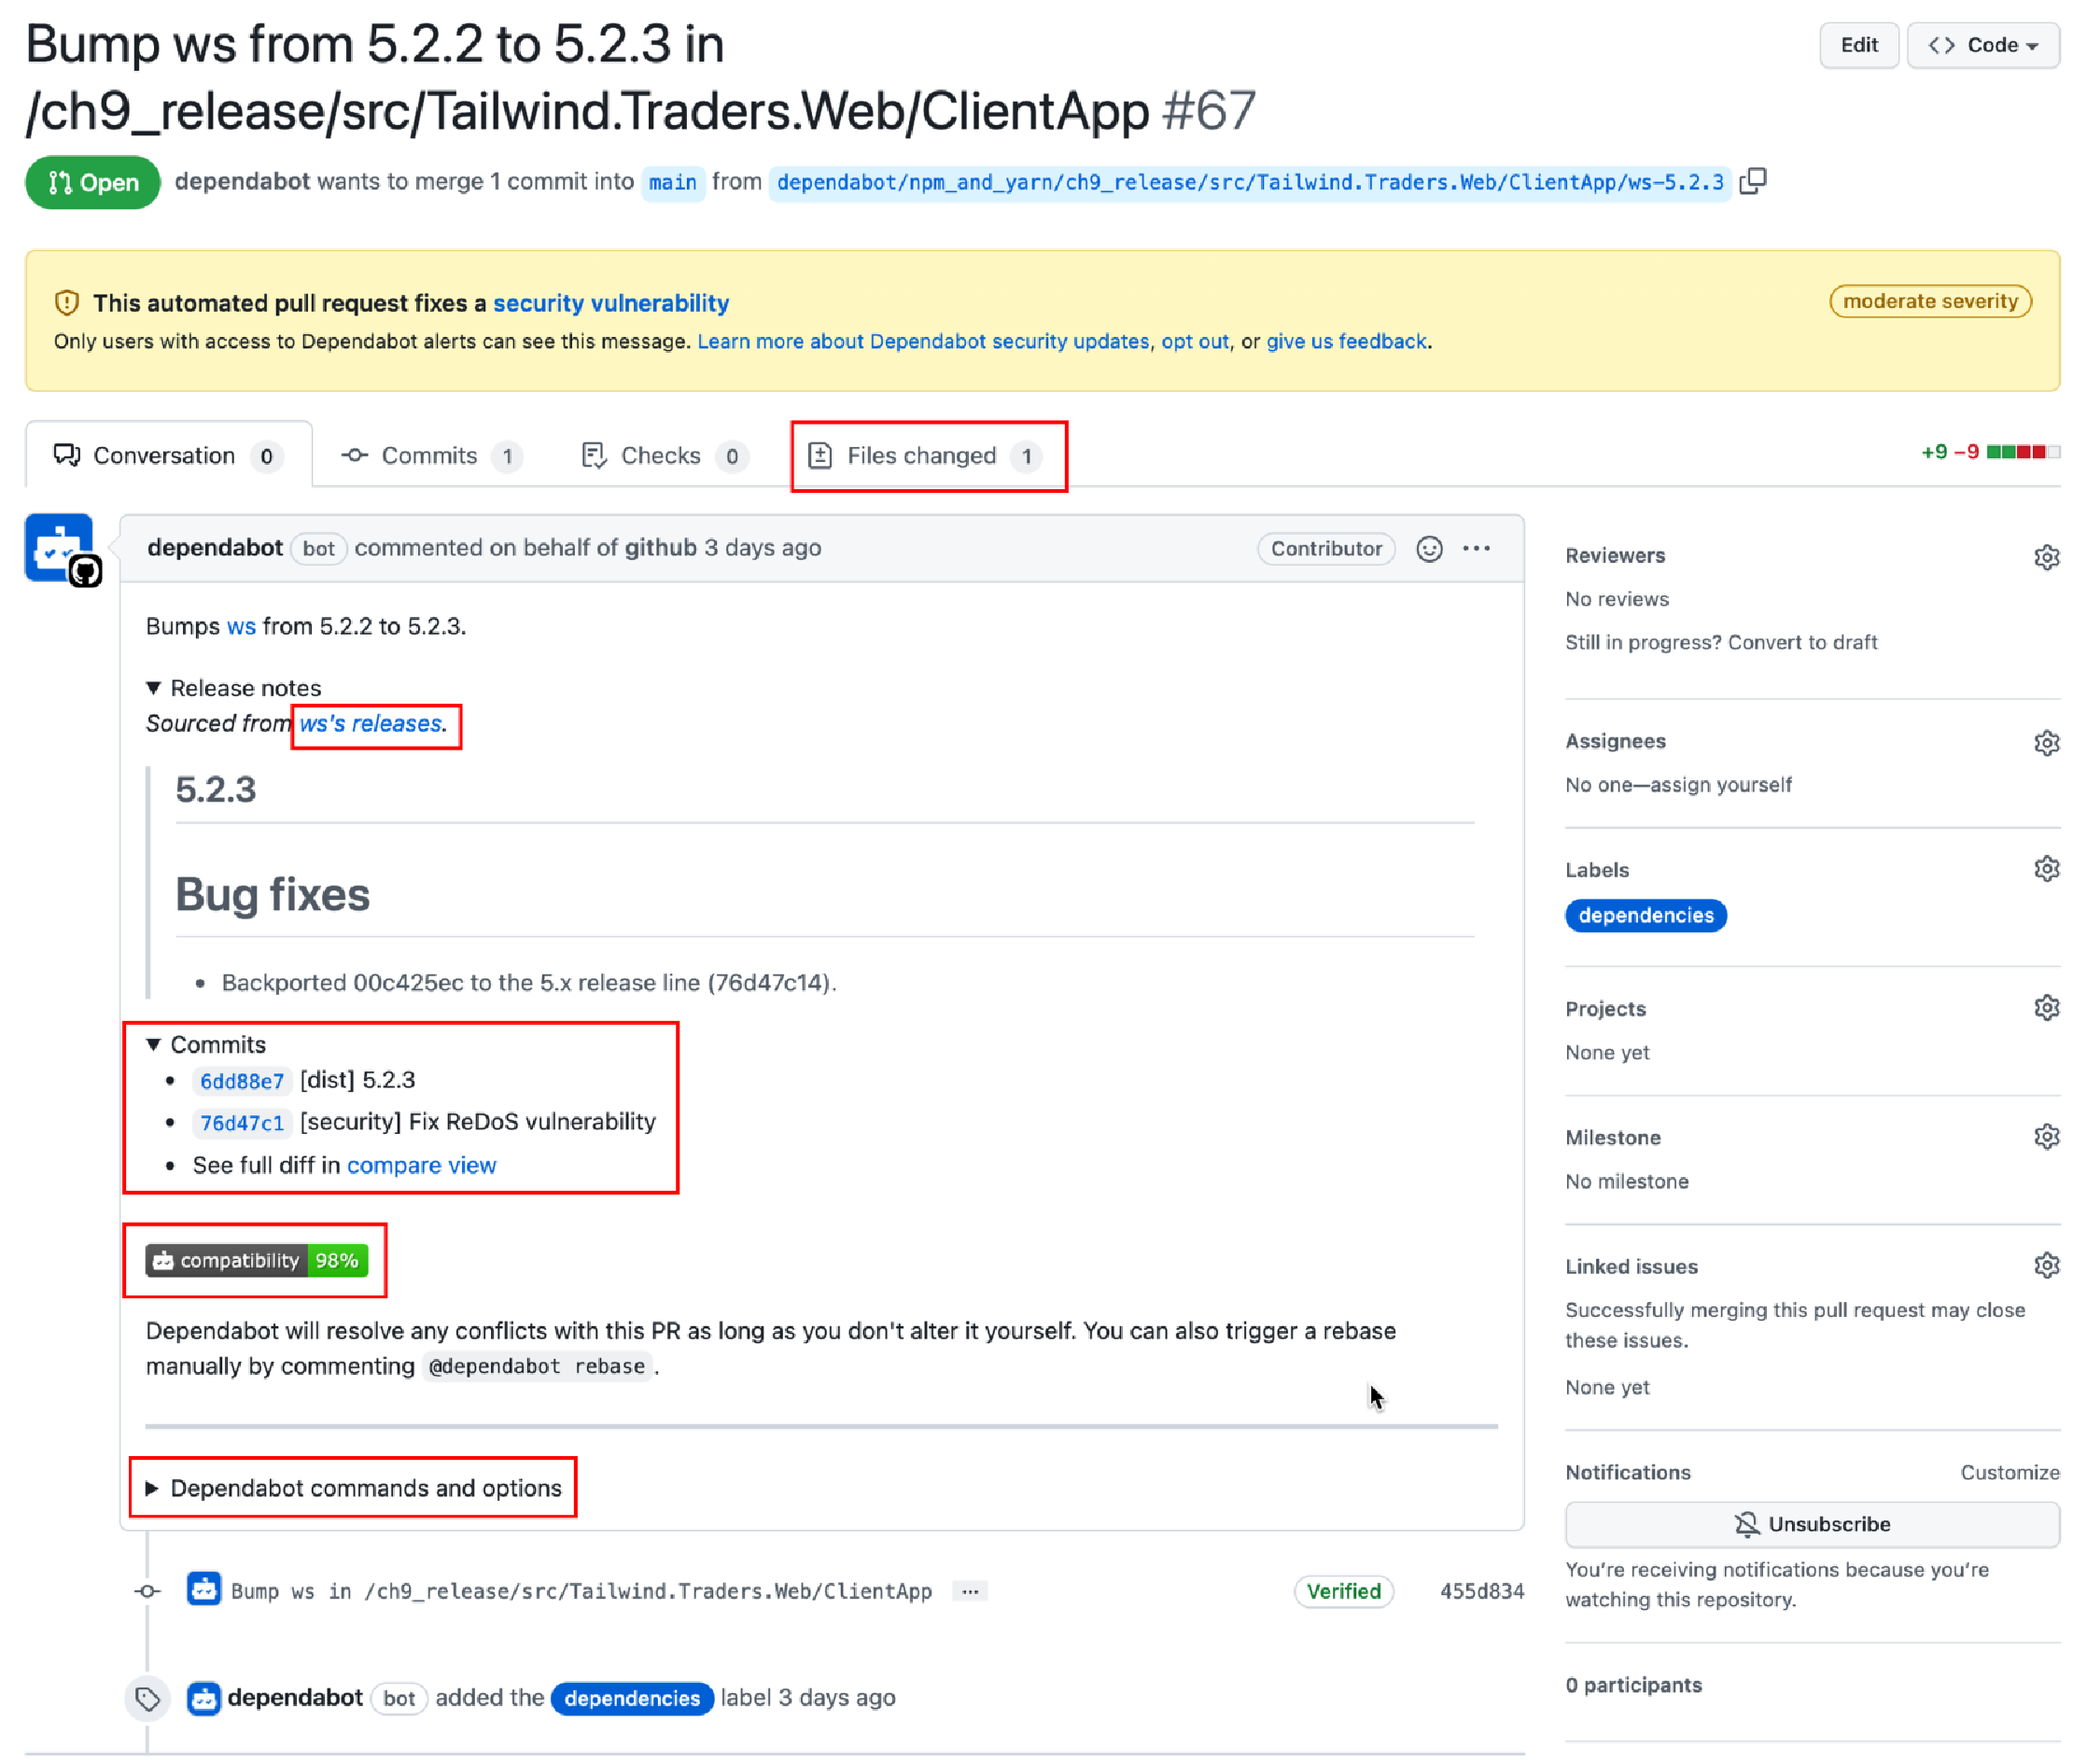 Bump ws from 5.2.2 to 5.2.3 in
/ch9_release/src/Tailwind.Traders.Web/ClientApp #67
Edit
Code
Open
dependabot wants to merge 1 commit into main from dependabot/npm_and_yarn/ch9_release/src/Tailwind.Traders.Web/ClientApp/ws-5.2.3
This automated pull request fixes a security vulnerability
moderate severity
Only users with access to Dependabot alerts can see this message. Learn more about Dependabot security updates, opt out, or give us feedback.
Conversation 0
Commits 1
Checks 0
Files changed 1
+9 −9
dependabot bot commented on behalf of github 3 days ago
Contributor
Bumps ws from 5.2.2 to 5.2.3.
Release notes
Sourced from ws's releases.
5.2.3
Bug fixes
• Backported 00c425ec to the 5.x release line (76d47c14).
Commits
• 6dd88e7 [dist] 5.2.3
• 76d47c1 [security] Fix ReDoS vulnerability
• See full diff in compare view
compatibility 98%
Dependabot will resolve any conflicts with this PR as long as you don't alter it yourself. You can also trigger a rebase
manually by commenting @dependabot rebase.
Dependabot commands and options
Bump ws in /ch9_release/src/Tailwind.Traders.Web/ClientApp ...
Verified
455d834
dependabot bot added the dependencies label 3 days ago
Reviewers
No reviews
Still in progress? Convert to draft
Assignees
No one—assign yourself
Labels
dependencies
Projects
None yet
Milestone
No milestone
Linked issues
Successfully merging this pull request may close
these issues.
None yet
Notifications
Customize
Unsubscribe
You're receiving notifications because you're
watching this repository.
0 participants